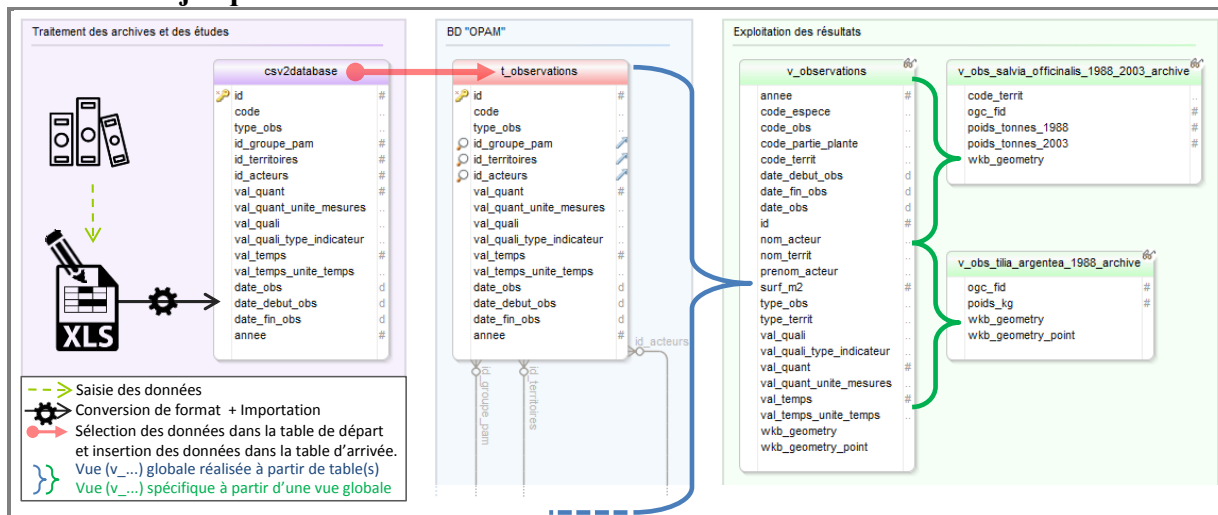 Traitement des archives et des études
csv2database
id #
code ..
type_obs ..
id_groupe_pam #
id_territoires #
id_acteurs #
val_quant #
val_quant_unite_mesures ..
val_quali ..
val_quali_type_indicateur ..
val_temps #
val_temps_unite_temps ..
date_obs d
date_debut_obs d
date_fin_obs d
annee #
XLS
BD "OPAM"
t_observations
id #
code ..
type_obs ..
id_groupe_pam
id_territoires
id_acteurs
val_quant #
val_quant_unite_mesures ..
val_quali ..
val_quali_type_indicateur ..
val_temps #
val_temps_unite_temps ..
date_obs d
date_debut_obs d
date_fin_obs d
annee #
id_acteurs
id_groupe_pam
id_territoires
Exploitation des résultats
v_observations
annee #
code_espece ..
code_obs ..
code_partie_plante ..
code_territ ..
date_debut_obs d
date_fin_obs d
date_obs d
id #
nom_acteur ..
nom_territ ..
prenom_acteur ..
surf_m2 #
type_obs ..
type_territ ..
val_quali ..
val_quali_type_indicateur ..
val_quant #
val_quant_unite_mesures ..
val_temps #
val_temps_unite_temps ..
wkb_geometry
wkb_geometry_point
v_obs_salvia_officinalis_1988_2003_archive
code_territ ..
ogc_fid #
poids_tonnes_1988 #
poids_tonnes_2003 #
wkb_geometry
v_obs_tilia_argentea_1988_archive
ogc_fid #
poids_kg #
wkb_geometry
wkb_geometry_point
Saisie des données
Conversion de format + Importation
Sélection des données dans la table de départ
et insertion des données dans la table d'arrivée.
Vue (v_...) globale réalisée à partir de table(s)
Vue (v_...) spécifique à partir d'une vue globale